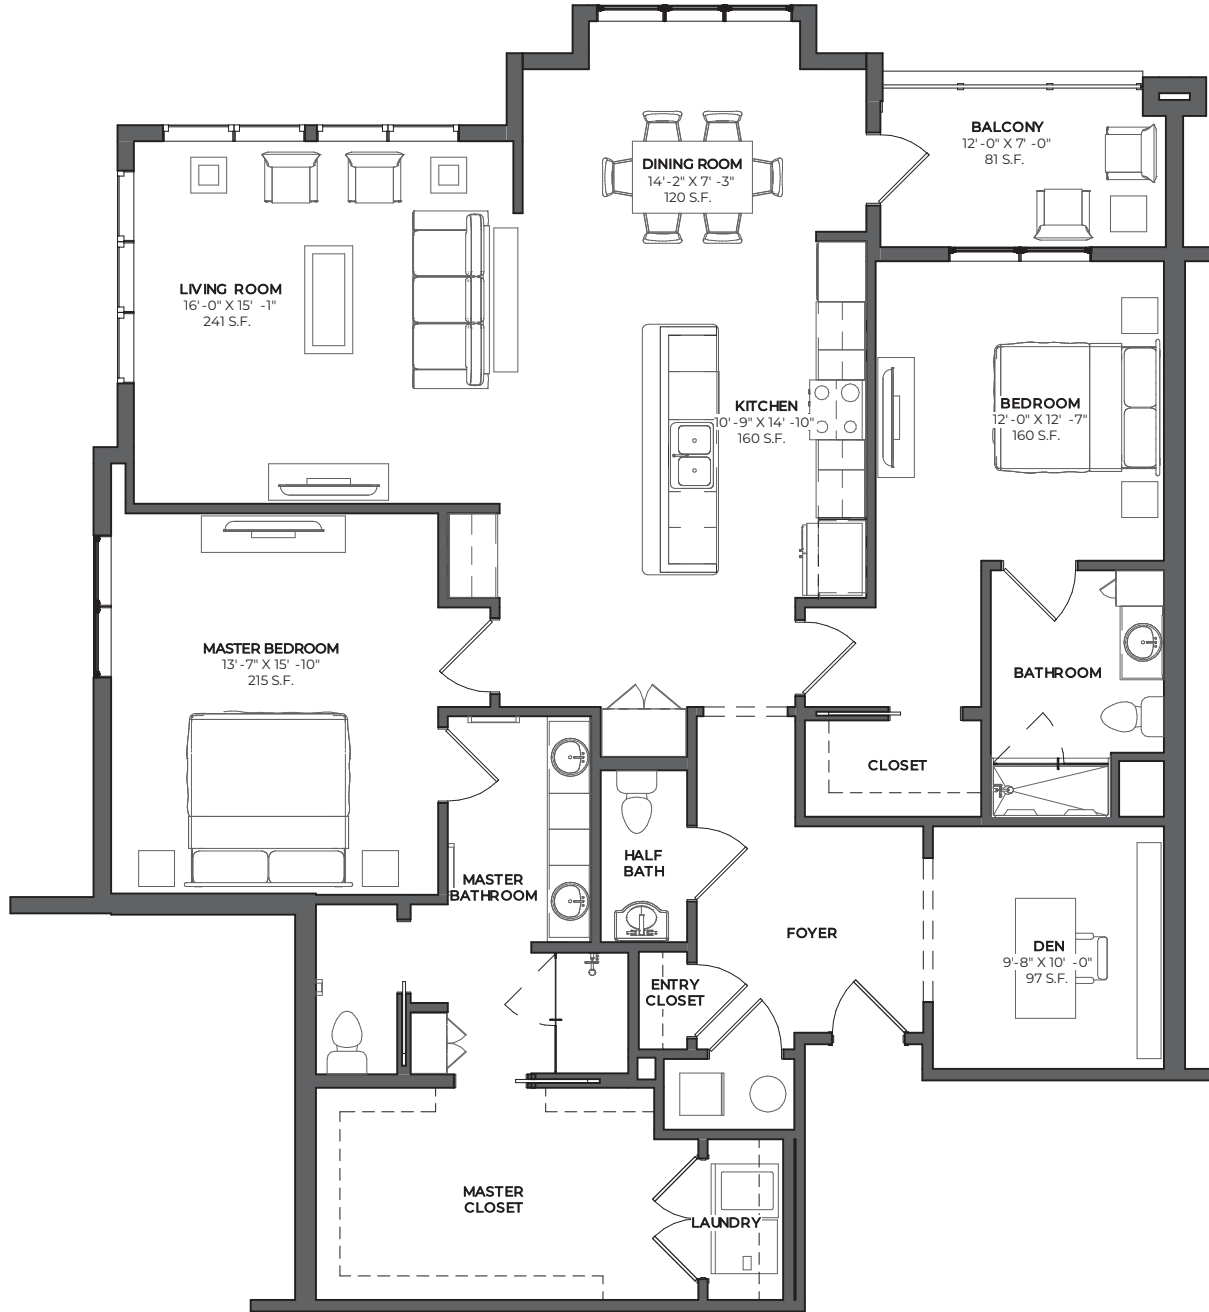 BALCONY
12'-0" X 7' -0"
81 S.F.
DINING ROOM
14'-2" X 7' -3"
120 S.F.
LIVING ROOM
16'-0" X 15' -1"
241 S.F.
KITCHEN
10'-9" X 14'-10"
160 S.F.
BEDROOM
12'-0" X 12' -7"
160 S.F.
MASTER BEDROOM
13'-7" X 15' -10"
215 S.F.
BATHROOM
CLOSET
HALF
BATH
MASTER
BATHROOM
FOYER
DEN
9'-8" X 10' -0"
97 S.F.
ENTRY
CLOSET
MASTER
CLOSET
LAUNDRY